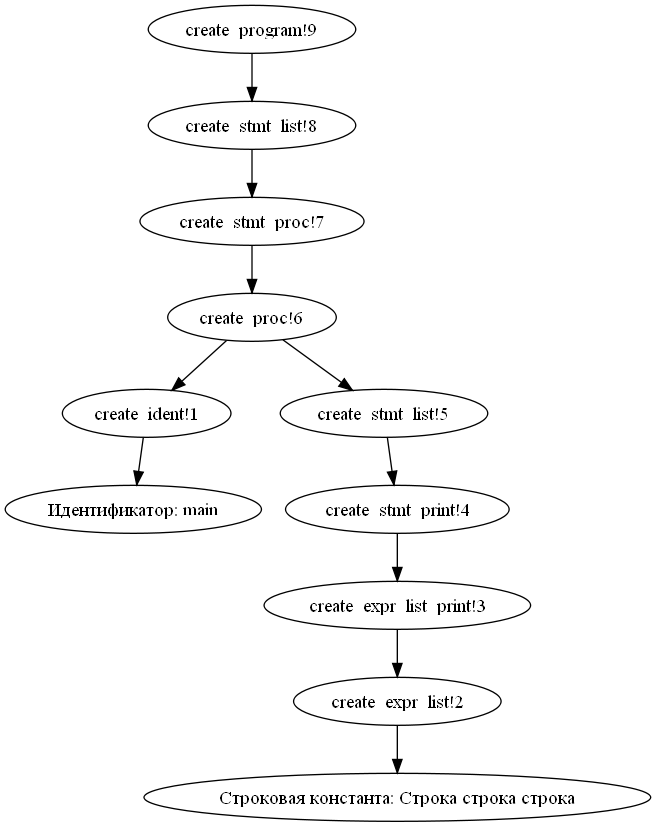 create program!9
create stmt list!8
create stmt proc!7
create proc!6
create ident!1
create stmt list!5
Идентификатор: main
create stmt print!4
create expr list print!3
create expr list!2
Строковая константа: Строка строка строка